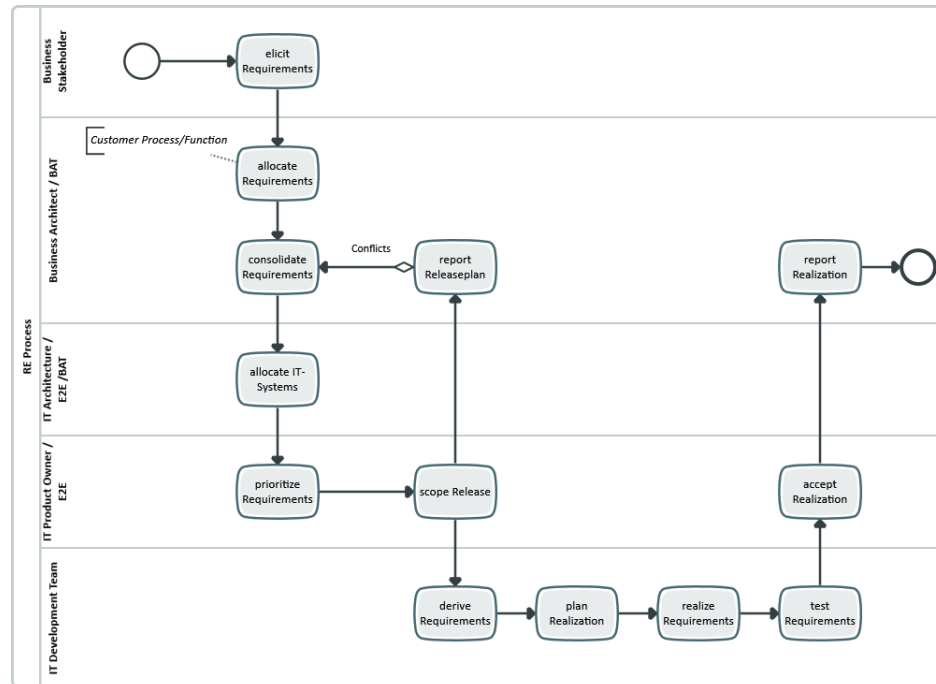 RE Process
Business
Stakeholder
elicit
Requirements
Business Architect / BAT
Customer Process/Function
allocate
Requirements
consolidate
Requirements
Conflicts
report
Releaseplan
report
Realization
IT Architecture /
E2E /BAT
allocate IT-
Systems
IT Product Owner /
E2E
prioritize
Requirements
scope Release
accept
Realization
IT Development Team
derive
Requirements
plan
Realization
realize
Requirements
test
Requirements